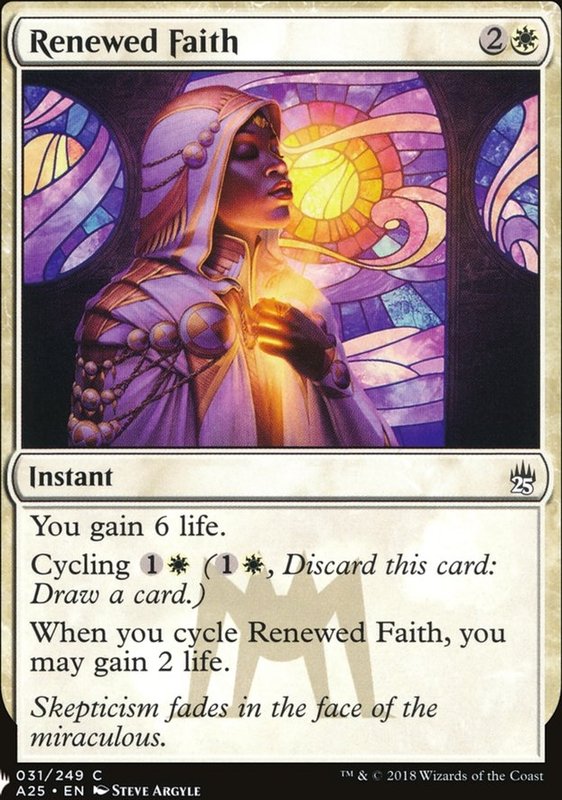 Renewed Faith 2
Instant
25
You gain 6 life.
Cycling 1 (1, Discard this card:
Draw a card.)
When you cycle Renewed Faith, you
may gain 2 life.
Skepticism fades in the face of the
miraculous.
031/249 C
A25 • EN Steve Argyle
™ & © 2018 Wizards of the Coast